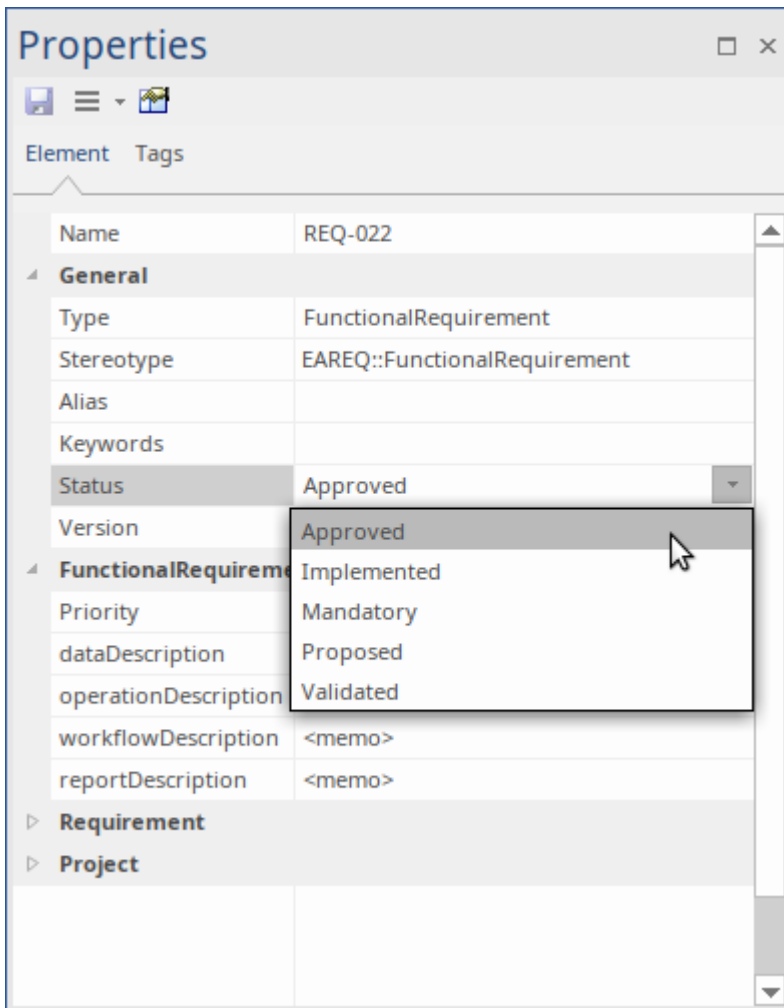 Properties
Element Tags
Name REQ-022
General
Type FunctionalRequirement
Stereotype EAREQ::FunctionalRequirement
Alias
Keywords
Status Approved
Version
Approved
FunctionalRequireme
Implemented
Priority
Mandatory
dataDescription
Proposed
operationDescription
Validated
workflowDescription <memo>
reportDescription <memo>
Requirement
Project